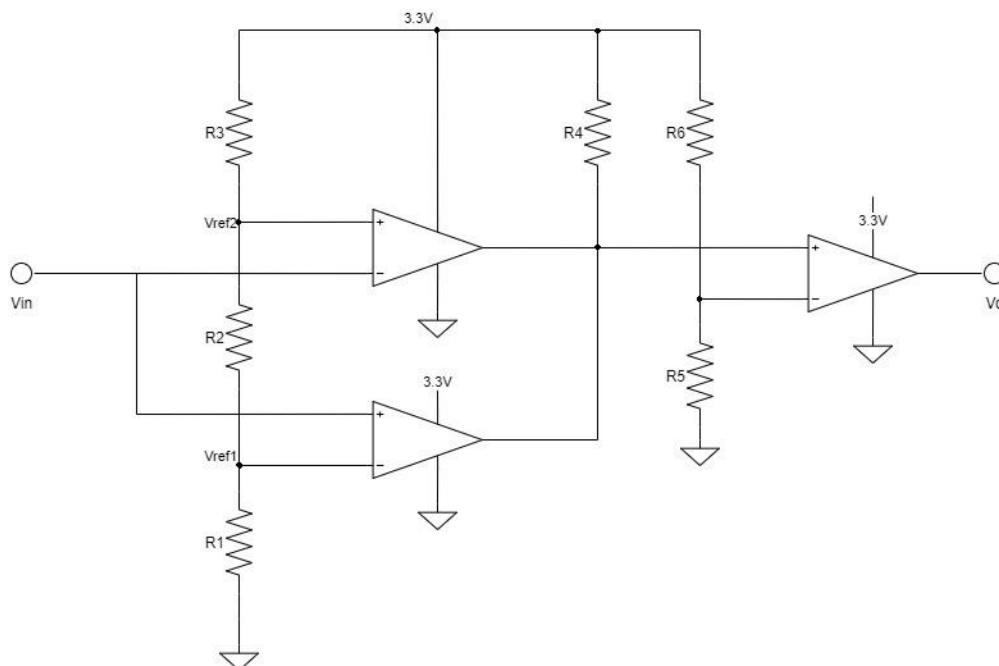 3.3V
R3
R4
R6
Vref2
+
-
+
-
3.3V
Vin
R2
R5
3.3V
+
-
Vref1
R1